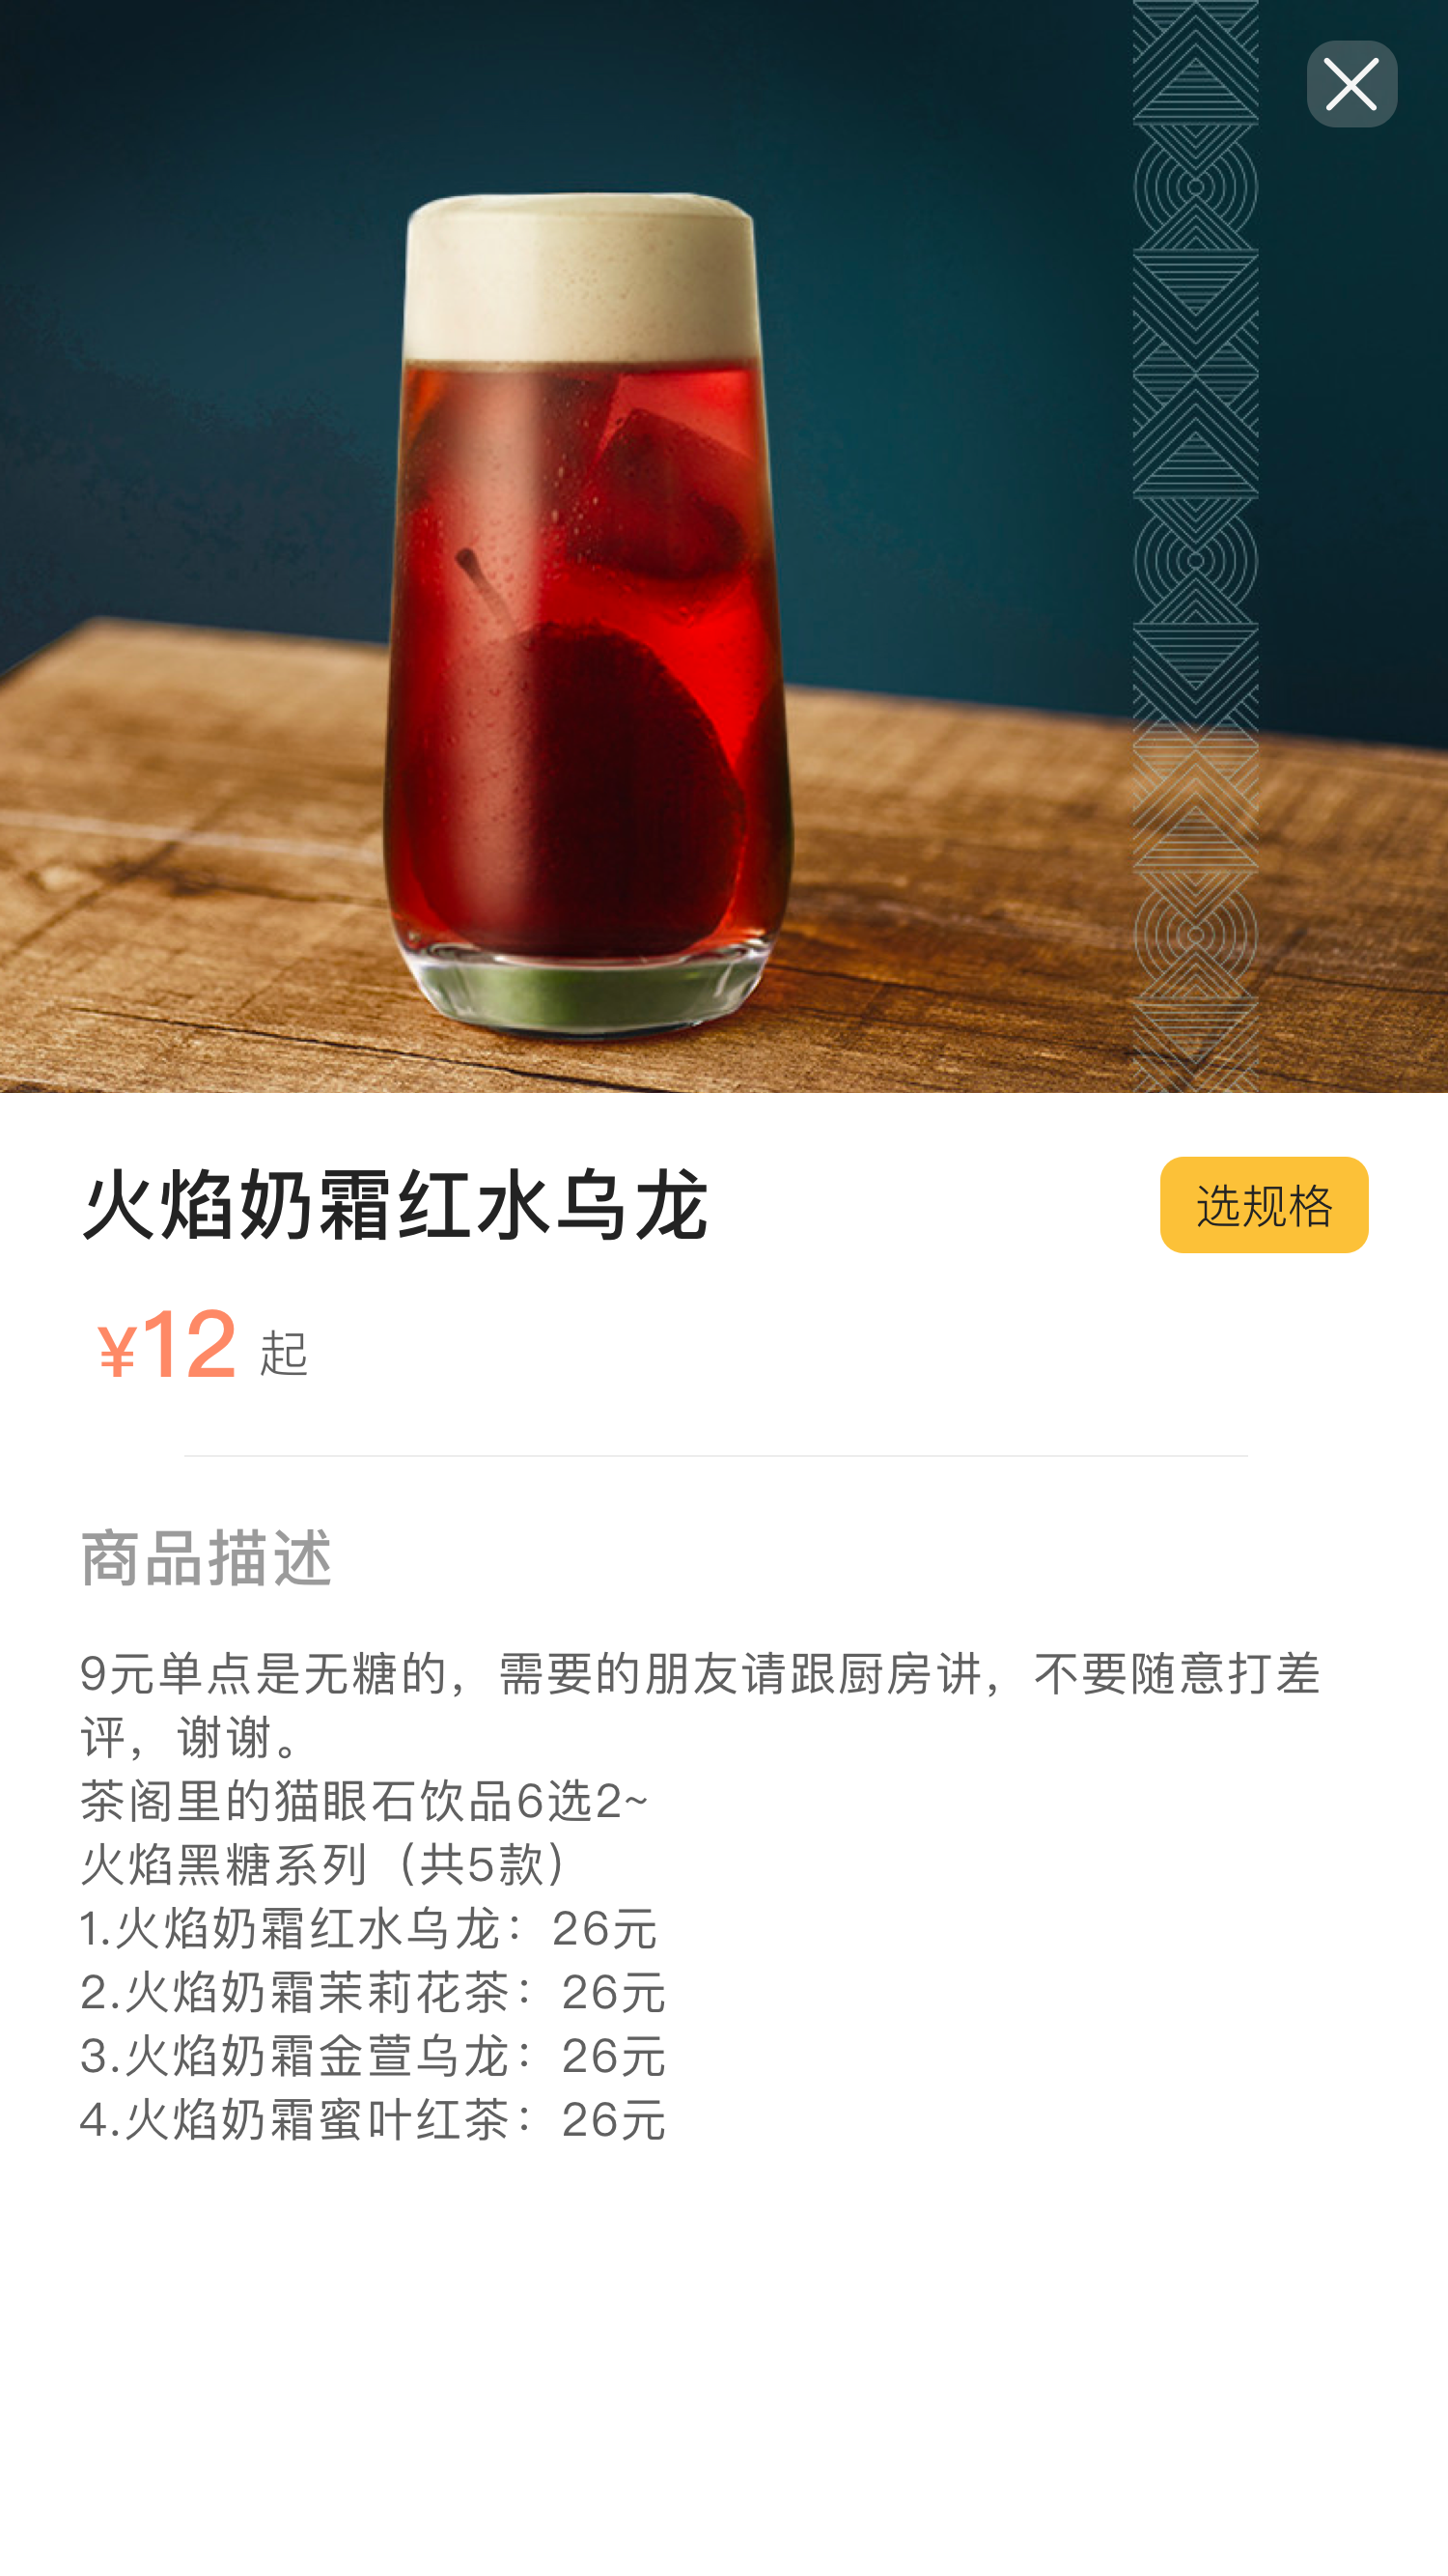 火焰奶霜红水乌龙
选规格
¥12 起
商品描述
9元单点是无糖的，需要的朋友请跟厨房讲，不要随意打差
评，谢谢。
茶阁里的猫眼石饮品6选2~
火焰黑糖系列（共5款）
1.火焰奶霜红水乌龙：26元
2.火焰奶霜茉莉花茶：26元
3.火焰奶霜金萱乌龙：26元
4.火焰奶霜蜜叶红茶：26元